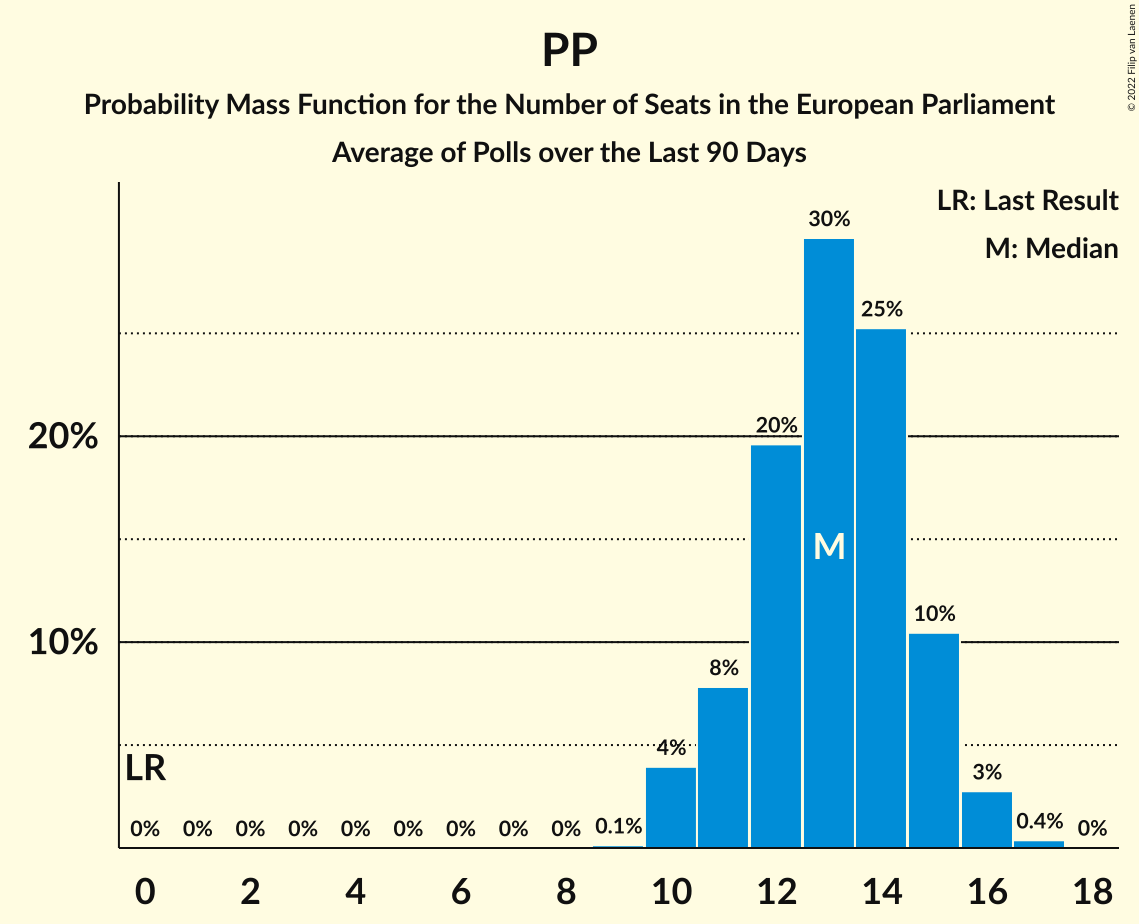 PP
Probability Mass Function for the Number of Seats in the European Parliament
Average of Polls over the Last 90 Days
© 2022 Filip van Laenen
LR: Last Result
M: Median
30%
25%
20%
20%
M
10%
10%
8%
4%
LR
3%
0% 0% 0% 0% 0% 0% 0% 0% 0% 0.1% 0.4% 0%
0 2 4 6 8 10 12 14 16 18